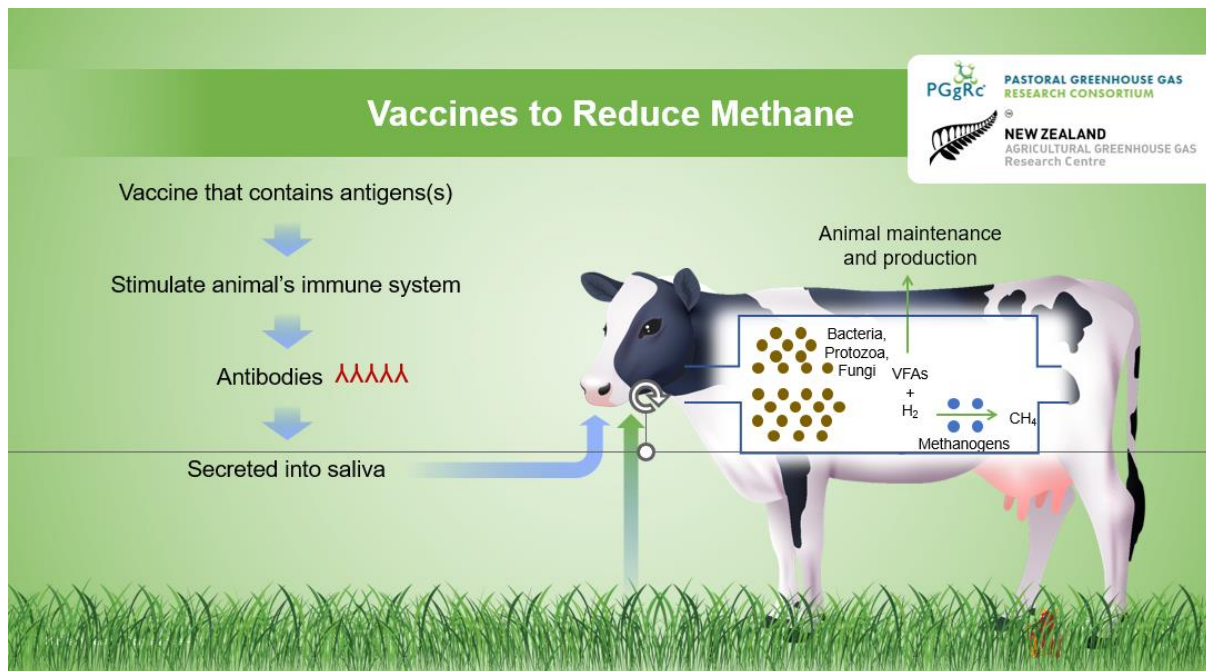 Vaccines to Reduce Methane
PGgRc
PASTORAL GREENHOUSE GAS
RESEARCH CONSORTIUM
TM
NEW ZEALAND
AGRICULTURAL GREENHOUSE GAS
Research Centre
Vaccine that contains antigens(s)
Stimulate animal's immune system
Antibodies
Secreted into saliva
Animal maintenance
and production
Bacteria,
Protozoa,
Fungi
VFAs
+
H₂
CH₄
Methanogens